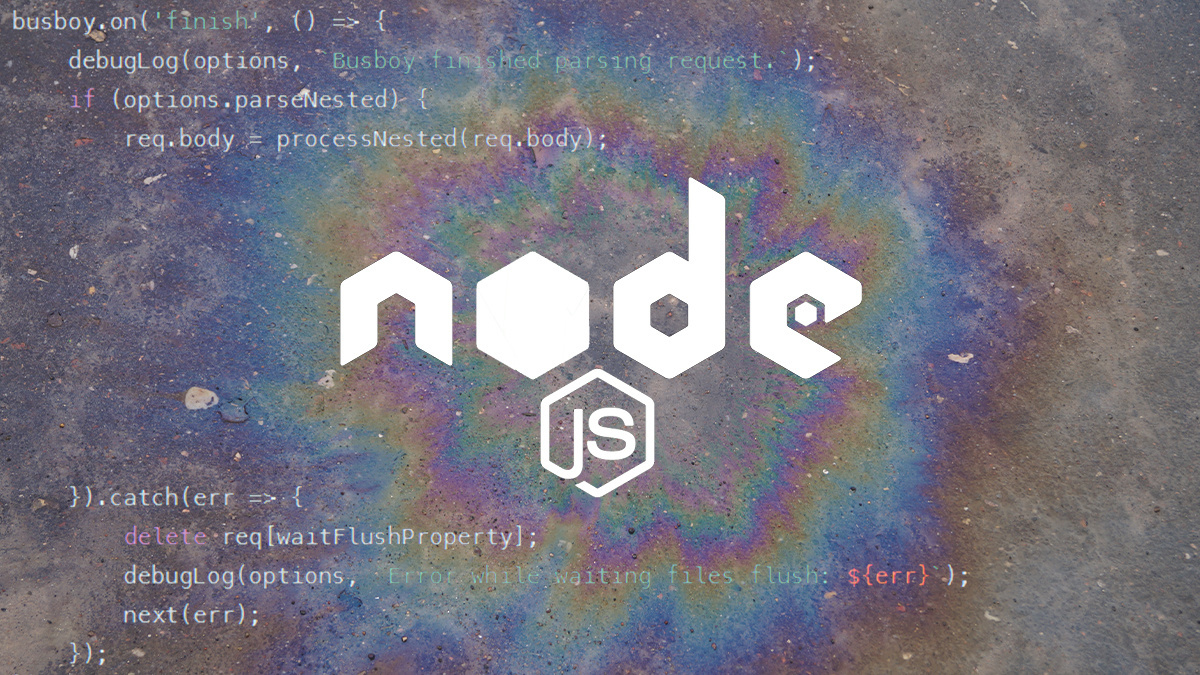 busboy.on('finish', () => {
debugLog(options, `Busboy finished parsing request.`);
if (options.parseNested) {
req.body = processNested(req.body);
node
JS
}).catch(err => {
delete req[waitFlushProperty];
debugLog(options, `Error while waiting files flush: ${err}`);
next(err);
});